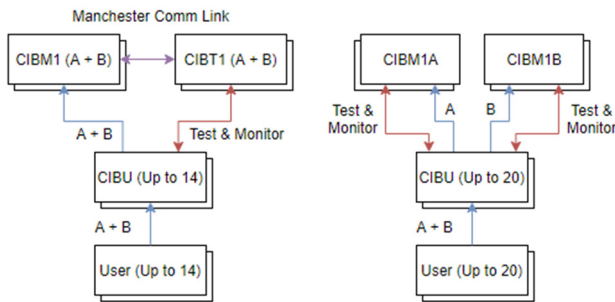 Manchester Comm Link
CIBM1 (A + B)
CIBT1 (A + B)
A + B
Test & Monitor
CIBU (Up to 14)
A + B
User (Up to 14)
CIBM1A
CIBM1B
Test &
Monitor
A
B
Test &
Monitor
CIBU (Up to 20)
A + B
User (Up to 20)